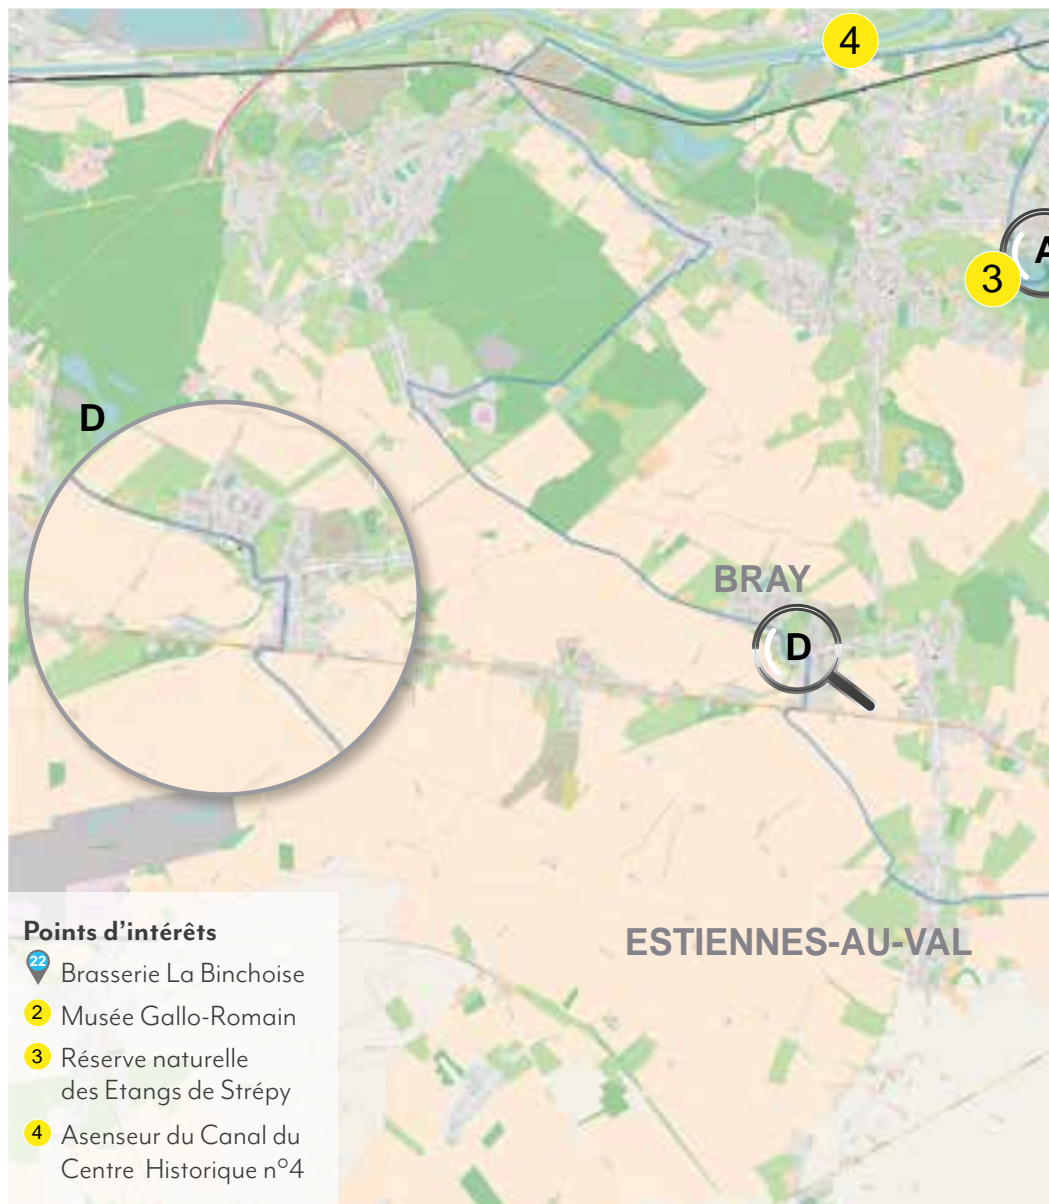 4
A
3
D
BRAY
D
ESTIENNES-AU-VAL
Points d'intérêts
22 Brasserie La Binchoise
2 Musée Gallo-Romain
3 Réserve naturelle
des Etangs de Strépy
4 Asenseur du Canal du
Centre Historique nº4